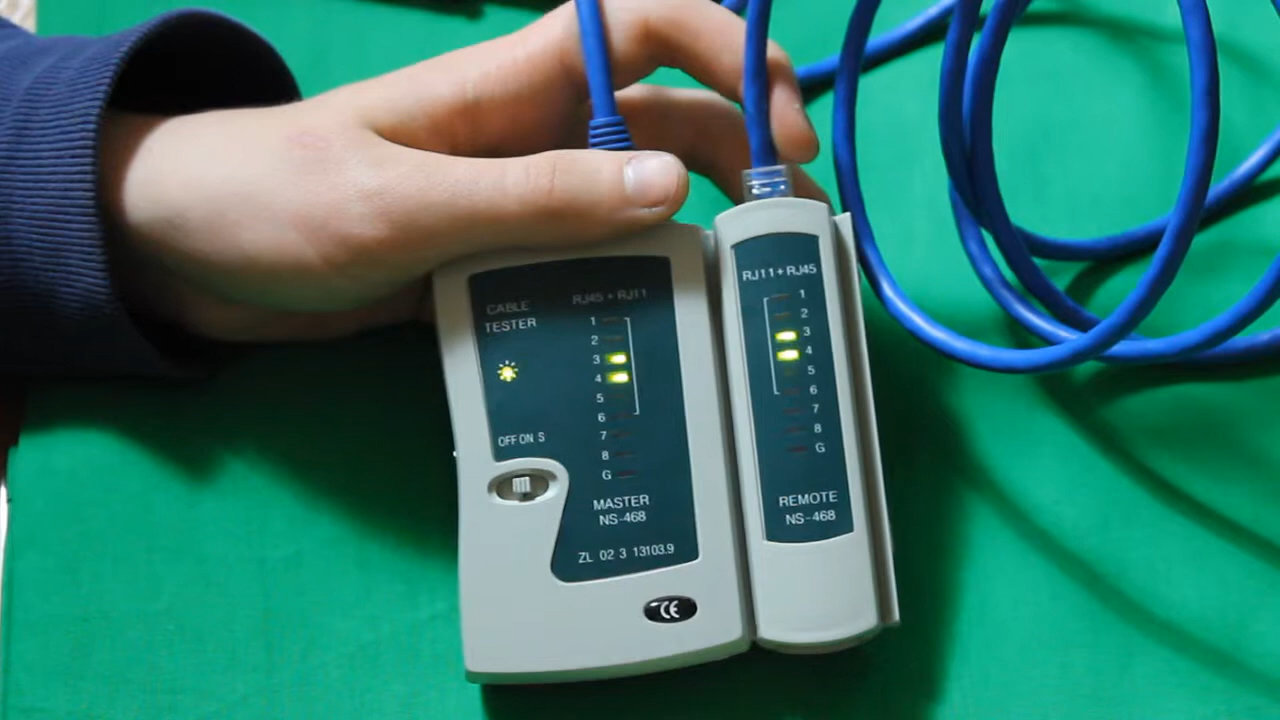 CABLE
TESTER
RJ45 + RJ11
1
2
3
4
5
6
7
8
G
OFF ON S
MASTER
NS-468
ZL 02 3 13103.9
CE
RJ11 + RJ45
1
2
3
4
5
6
7
8
G
REMOTE
NS-468